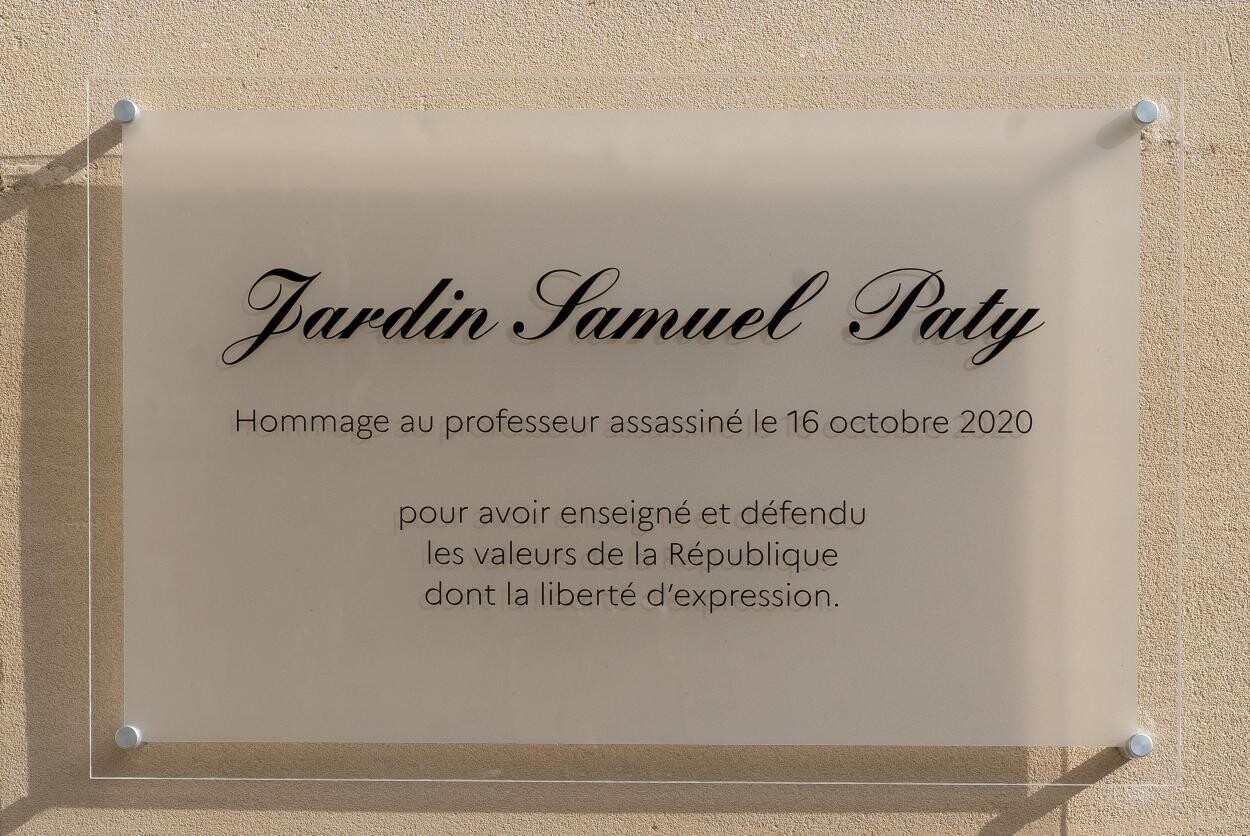 Jardin Samuel Paty
Hommage au professeur assassiné le 16 octobre 2020
pour avoir enseigné et défendu
les valeurs de la République
dont la liberté d'expression.